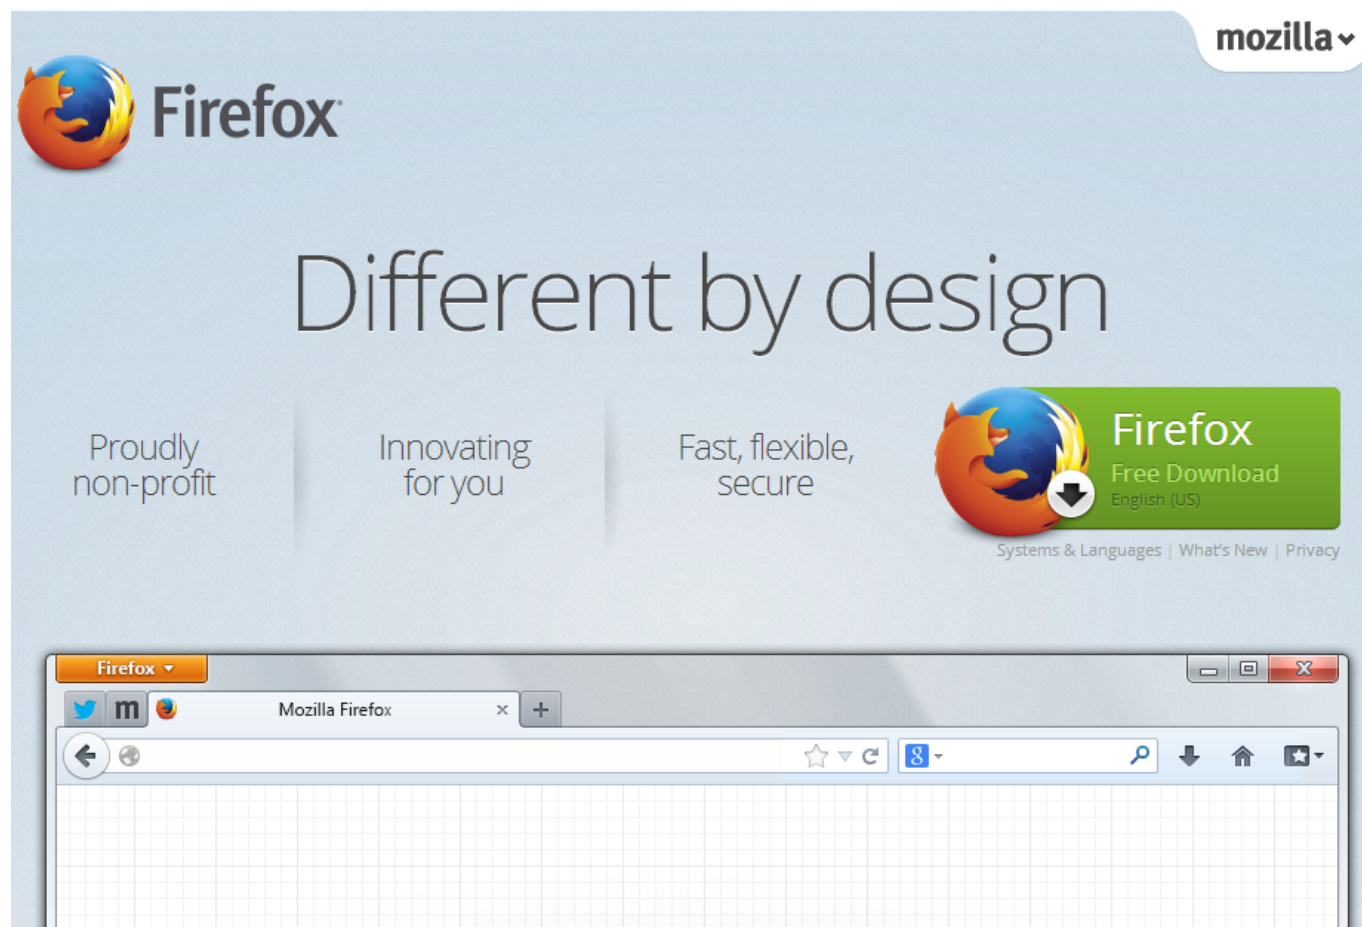 mozilla
Firefox
Different by design
Proudly
non-profit
Innovating
for you
Fast, flexible,
secure
Firefox
Free Download
English (US)
Systems & Languages | What's New | Privacy
Firefox
m
Mozilla Firefox
8